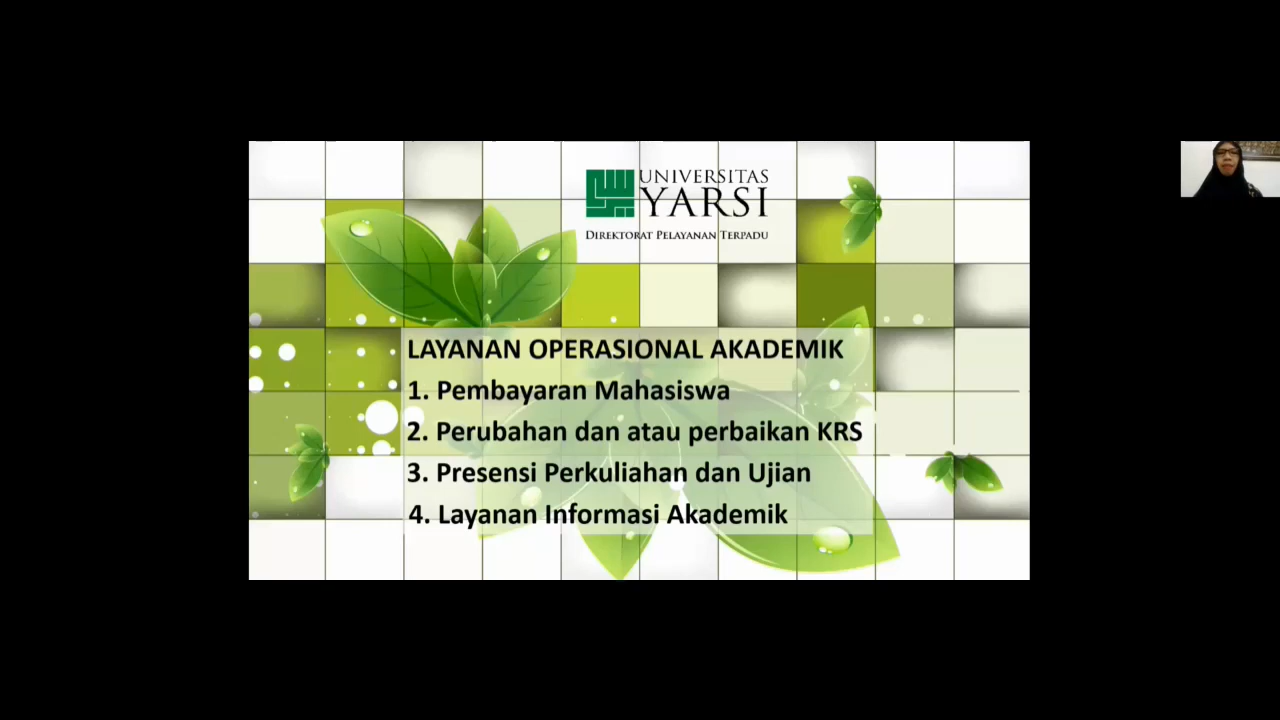 UNIVERSITAS
YARSI
DIREKTORAT PELAYANAN TERPADU
LAYANAN OPERASIONAL AKADEMIK
1. Pembayaran Mahasiswa
2. Perubahan dan atau perbaikan KRS
3. Presensi Perkuliahan dan Ujian
4. Layanan Informasi Akademik